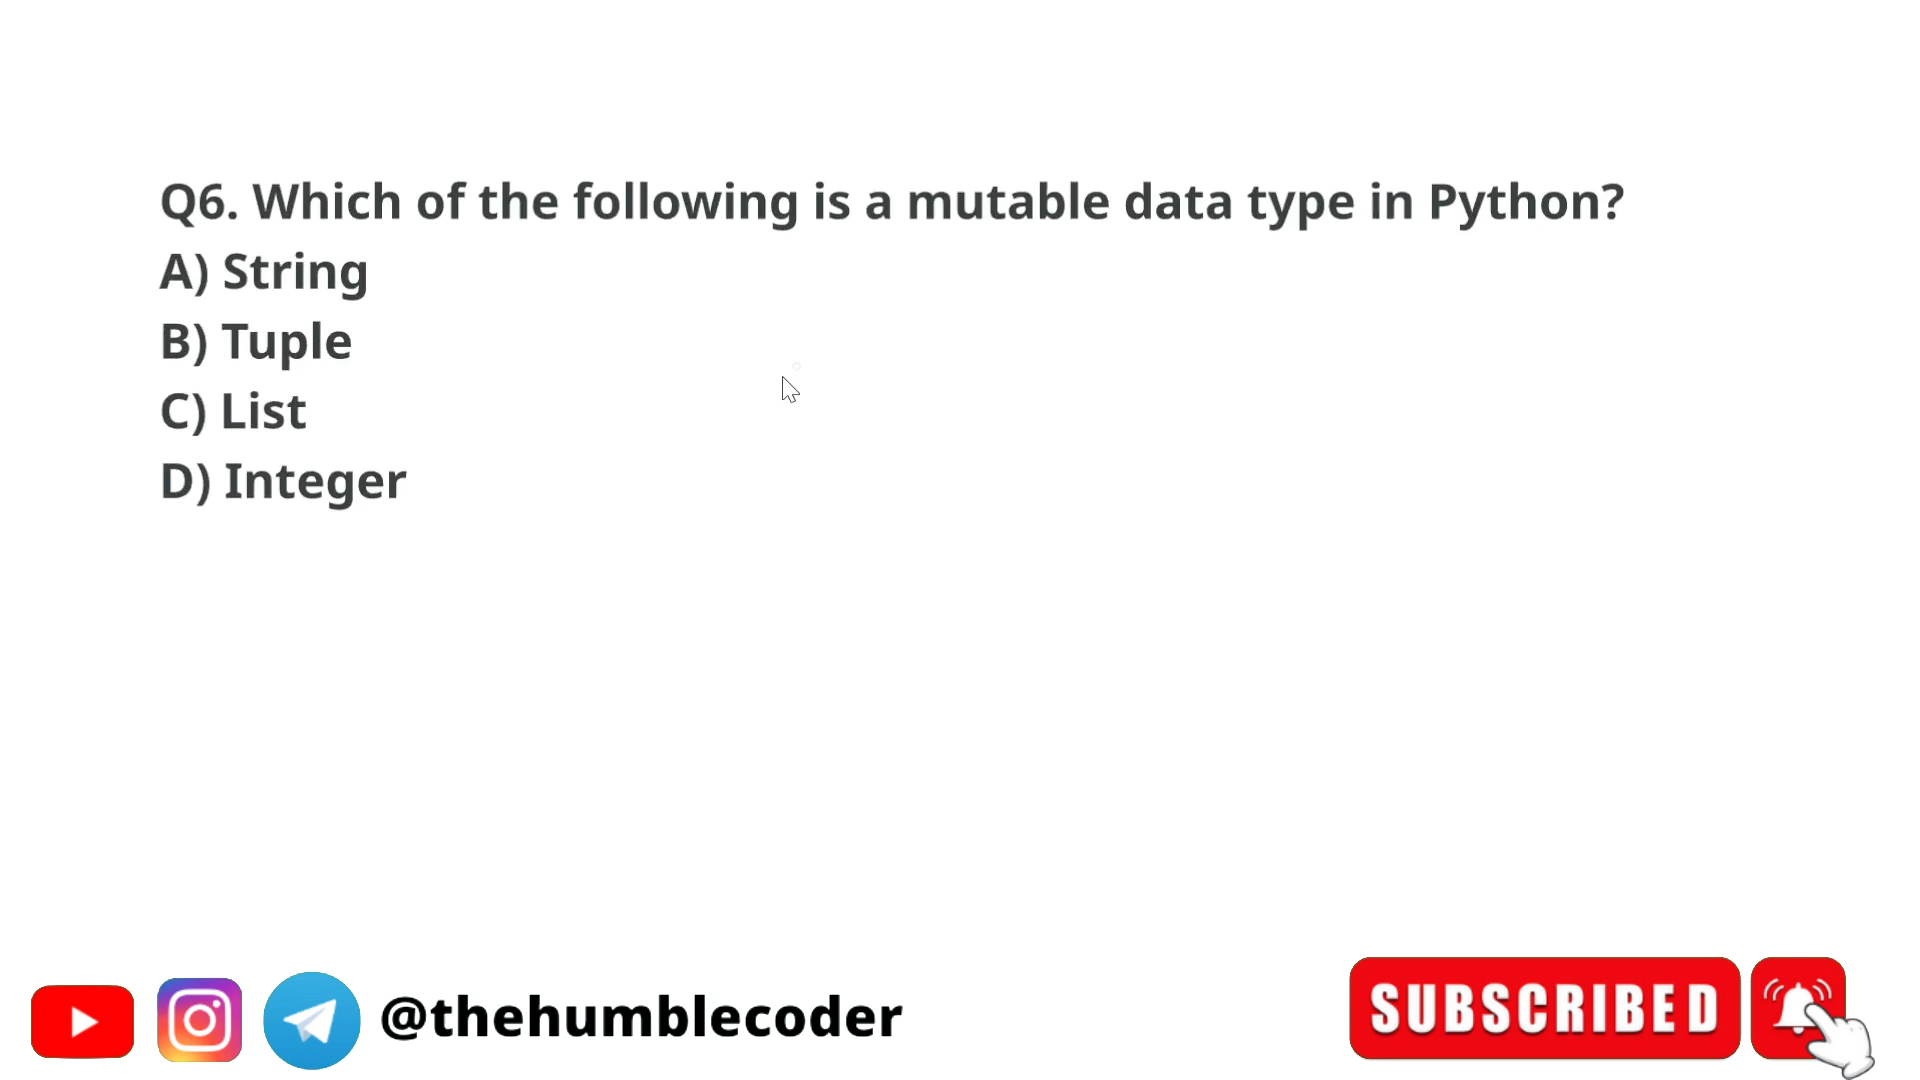 Q6. Which of the following is a mutable data type in Python?
A) String
B) Tuple
C) List
D) Integer
@thehumblecoder
SUBSCRIBED